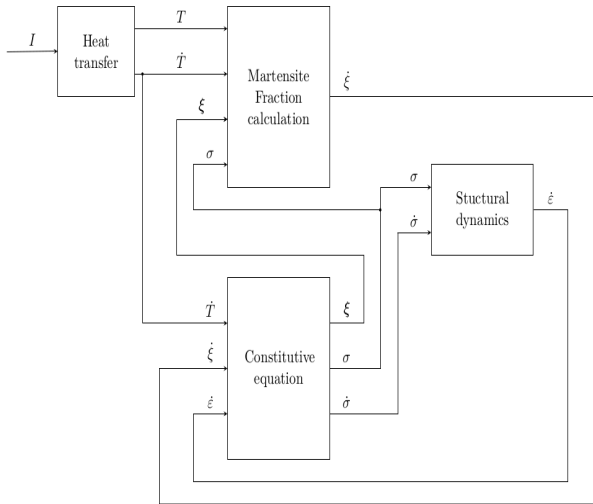 I
Heat
transfer
T
Ṫ
ξ
σ
Martensite
Fraction
calculation
ξ̇
σ
σ̇
Stuctural
dynamics
ε̇
Ṫ
ξ̇
ε̇
Constitutive
equation
ξ
σ
σ̇